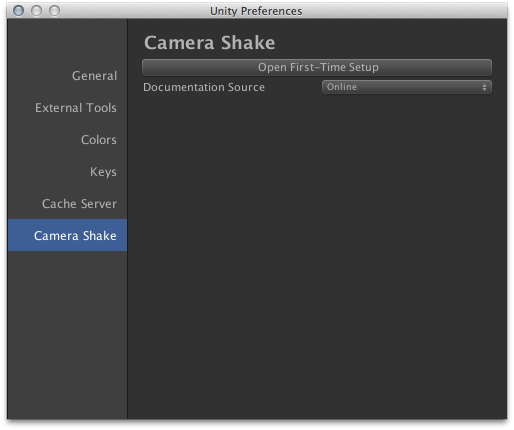 Unity Preferences
General
External Tools
Colors
Keys
Cache Server
Camera Shake
Camera Shake
Open First-Time Setup
Documentation Source Online